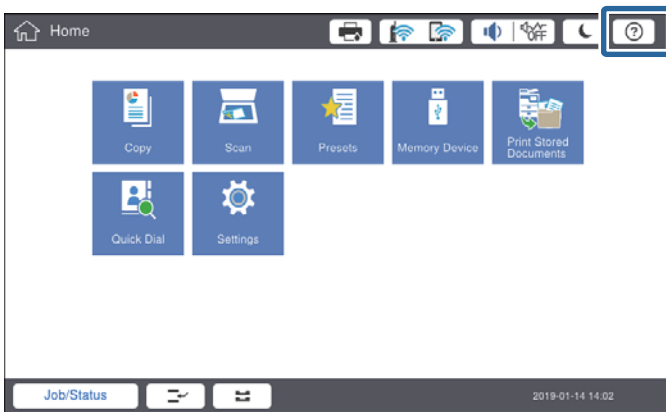 Home
OFF
?
Copy
Scan
Presets
Memory Device
Print Stored
Documents
Quick Dial
Settings
Job/Status
2019-01-14 14:02